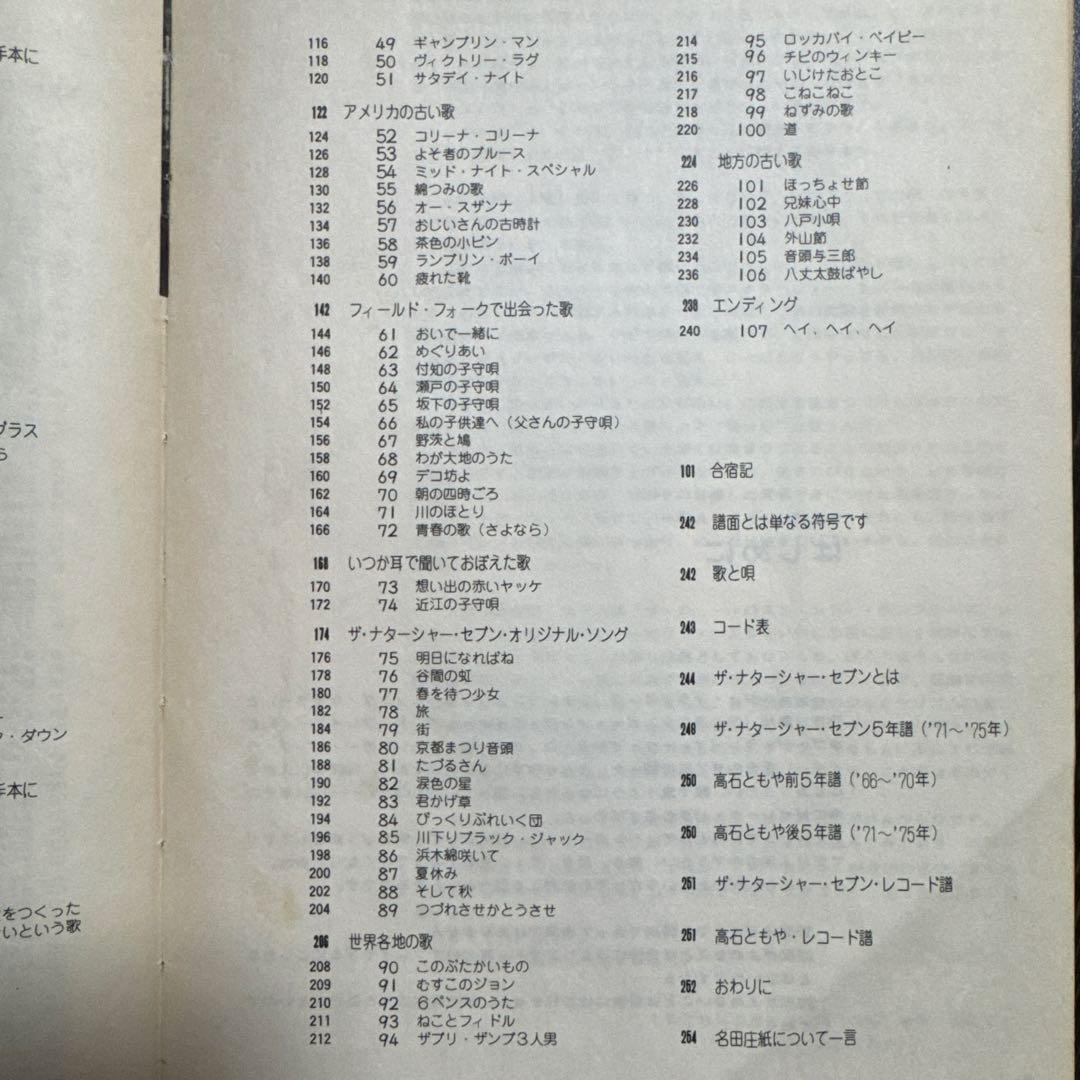 手本に
グラス
ら
ラ・ダウン
手本に
をつくった
いという歌
116 49 ギャンブリン・マン
118 50 ヴィクトリー・ラグ
120 51 サタデイ・ナイト
122 アメリカの古い歌
124 52 コリーナ・コリーナ
126 53 よそ者のブルース
128 54 ミッド・ナイト・スペシャル
130 55 綿つみの歌
132 56 オー・スザンナ
134 57 おじいさんの古時計
136 58 茶色の小ビン
138 59 ランブリン・ボーイ
140 60 疲れた靴
142 フィールド・フォークで出会った歌
144 61 おいで一緒に
146 62 めぐりあい
148 63 付知の子守唄
150 64 瀬戸の子守唄
152 65 坂下の子守唄
154 66 私の子供達へ（父さんの子守唄）
156 67 野茨と鳩
158 68 わが大地のうた
160 69 デコ坊よ
162 70 朝の四時ごろ
164 71 川のほとり
166 72 青春の歌（さよなら）
168 いつか耳で聞いておぼえた歌
170 73 想い出の赤いヤッケ
172 74 近江の子守唄
174 ザ・ナターシャー・セブン・オリジナル・ソング
176 75 明日になればね
178 76 谷間の虹
180 77 春を待つ少女
182 78 旅
184 79 街
186 80 京都まつり音頭
188 81 たづるさん
190 82 涙色の星
192 83 君かげ草
194 84 びっくりぶれいく団
196 85 川下りブラック・ジャック
198 86 浜木綿咲いて
200 87 夏休み
202 88 そして秋
204 89 つづれさせかとうさせ
206 世界各地の歌
208 90 このぶたかいもの
209 91 むすこのジョン
210 92 6ペンスのうた
211 93 ねことフィドル
212 94 ザブリ・ザンブ3人男
214 95 ロッカバイ・ベイビー
215 96 チビのウィンキー
216 97 いじけたおとこ
217 98 こねこねこ
218 99 ねずみの歌
220 100 道
224 地方の古い歌
226 101 ほっちょせ節
228 102 兄妹心中
230 103 八戸小唄
232 104 外山節
234 105 音頭与三郎
236 106 八丈太鼓ばやし
238 エンディング
240 107 ヘイ、ヘイ、ヘイ
101 合宿記
242 譜面とは単なる符号です
242 歌と唄
243 コード表
244 ザ・ナターシャー・セブンとは
246 ザ・ナターシャー・セブン5年譜（'71～'75年）
250 高石ともや前5年譜（'66～'70年）
250 高石ともや後5年譜（'71～'75年）
251 ザ・ナターシャー・セブン・レコード譜
251 高石ともや・レコード譜
252 おわりに
254 名田庄紙について一言